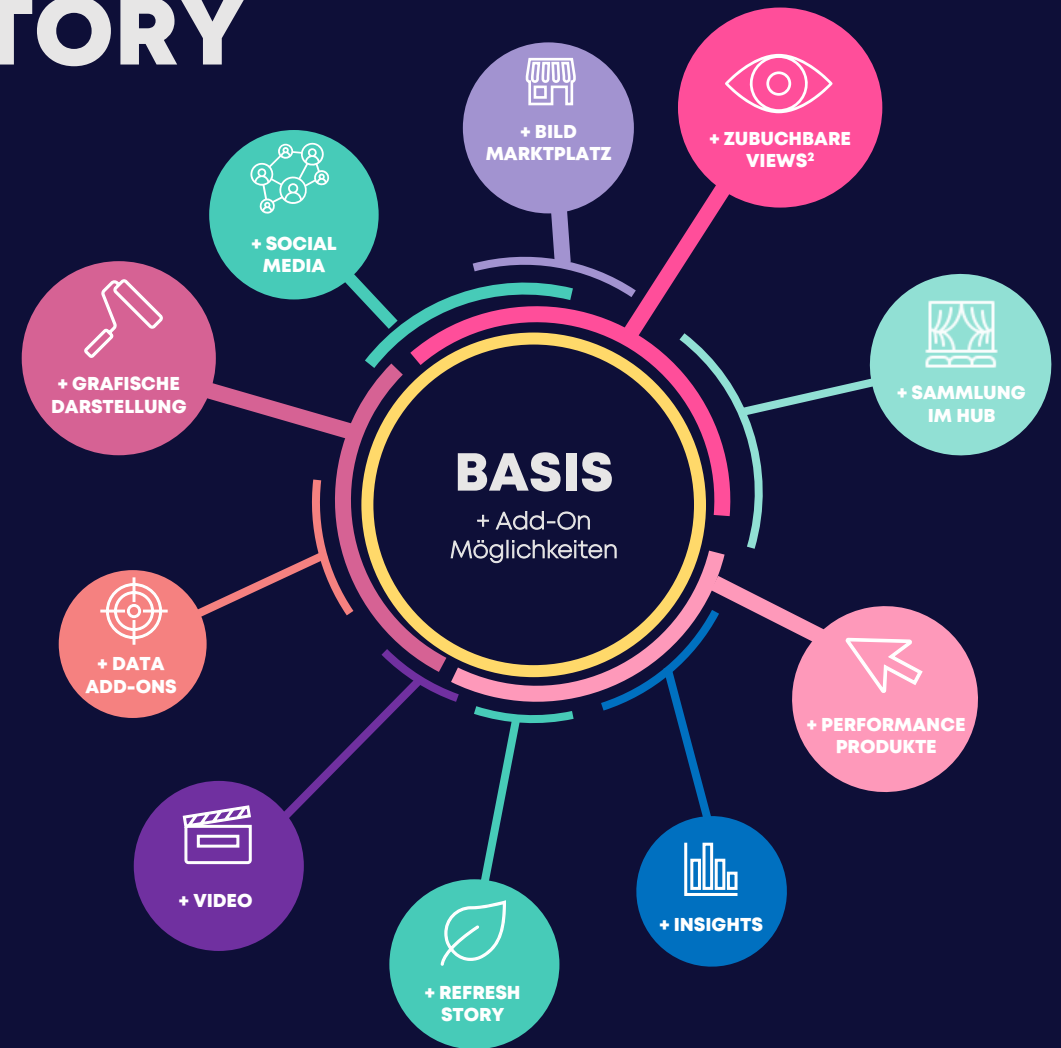 TORY
+ BILD
MARKTPLATZ
+ ZUBUCHBARE
VIEWS²
+ SOCIAL
MEDIA
+ GRAFISCHE
DARSTELLUNG
+ SAMMLUNG
IM HUB
BASIS
+ Add-On
Möglichkeiten
+ DATA
ADD-ONS
+ PERFORMANCE
PRODUKTE
+ VIDEO
+ INSIGHTS
+ REFRESH
STORY